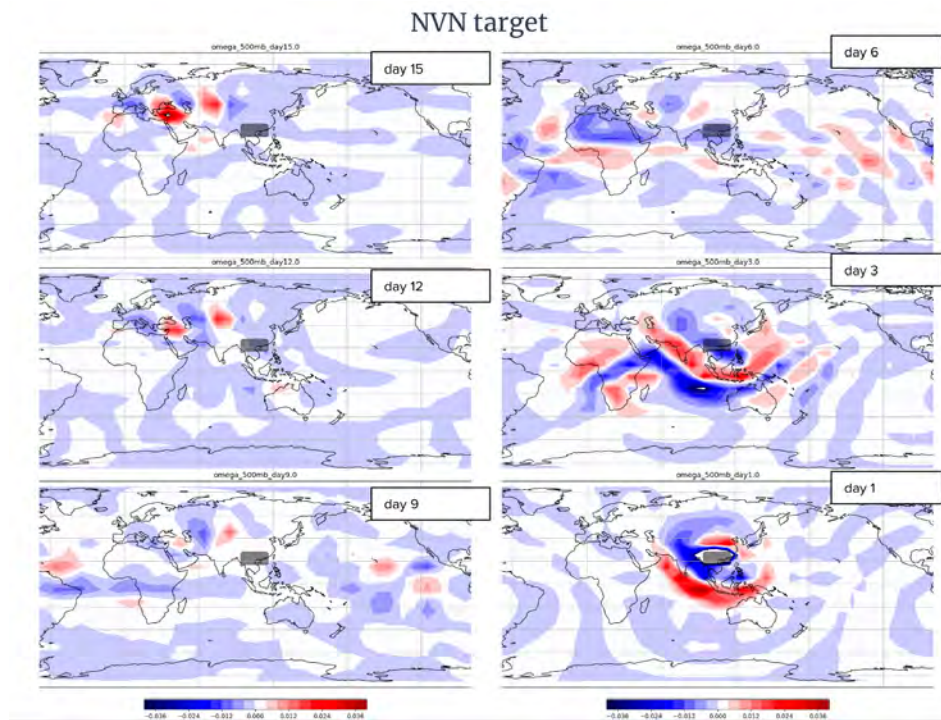 NVN target
omega_500mb_day15.0
day 15
omega_500mb_day6.0
day 6
omega_500mb_day12.0
day 12
omega_500mb_day3.0
day 3
omega_500mb_day9.0
day 9
omega_500mb_day1.0
day 1
−0.036 −0.024 −0.012 0.000 0.012 0.024 0.036
−0.036 −0.024 −0.012 0.000 0.012 0.024 0.036